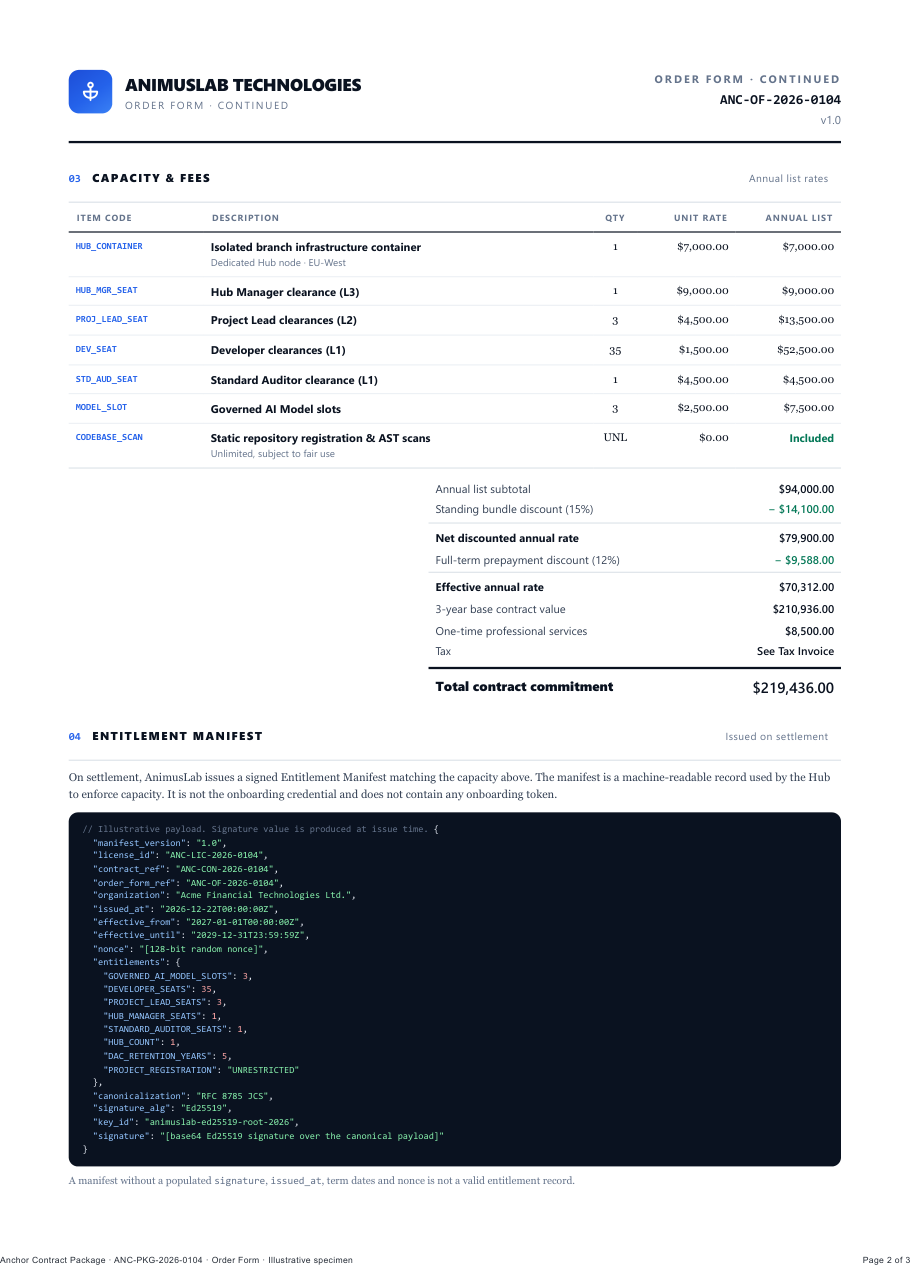 ANIMUSLAB TECHNOLOGIES
ORDER FORM · CONTINUED
ORDER FORM · CONTINUED
ANC-OF-2026-0104
v1.0
03 CAPACITY & FEES Annual list rates
ITEM CODE DESCRIPTION QTY UNIT RATE ANNUAL LIST
HUB_CONTAINER Isolated branch infrastructure container 1 $7,000.00 $7,000.00
Dedicated Hub node · EU-West
HUB_MGR_SEAT Hub Manager clearance (L3) 1 $9,000.00 $9,000.00
PROJ_LEAD_SEAT Project Lead clearances (L2) 3 $4,500.00 $13,500.00
DEV_SEAT Developer clearances (L1) 35 $1,500.00 $52,500.00
STD_AUD_SEAT Standard Auditor clearance (L1) 1 $4,500.00 $4,500.00
MODEL_SLOT Governed AI Model slots 3 $2,500.00 $7,500.00
CODEBASE_SCAN Static repository registration & AST scans UNL $0.00 Included
Unlimited, subject to fair use
Annual list subtotal $94,000.00
Standing bundle discount (15%) − $14,100.00
Net discounted annual rate $79,900.00
Full-term prepayment discount (12%) − $9,588.00
Effective annual rate $70,312.00
3-year base contract value $210,936.00
One-time professional services $8,500.00
Tax See Tax Invoice
Total contract commitment $219,436.00
04 ENTITLEMENT MANIFEST Issued on settlement
On settlement, AnimusLab issues a signed Entitlement Manifest matching the capacity above. The manifest is a machine-readable record used by the Hub
to enforce capacity. It is not the onboarding credential and does not contain any onboarding token.
// Illustrative payload. Signature value is produced at issue time. {
"manifest_version": "1.0",
"license_id": "ANC-LIC-2026-0104",
"contract_ref": "ANC-CON-2026-0104",
"order_form_ref": "ANC-OF-2026-0104",
"organization": "Acme Financial Technologies Ltd.",
"issued_at": "2026-12-22T00:00:00Z",
"effective_from": "2027-01-01T00:00:00Z",
"effective_until": "2029-12-31T23:59:59Z",
"nonce": "[128-bit random nonce]",
"entitlements": {
"GOVERNED_AI_MODEL_SLOTS": 3,
"DEVELOPER_SEATS": 35,
"PROJECT_LEAD_SEATS": 3,
"HUB_MANAGER_SEATS": 1,
"STANDARD_AUDITOR_SEATS": 1,
"HUB_COUNT": 1,
"DAC_RETENTION_YEARS": 5,
"PROJECT_REGISTRATION": "UNRESTRICTED"
},
"canonicalization": "RFC 8785 JCS",
"signature_alg": "Ed25519",
"key_id": "animuslab-ed25519-root-2026",
"signature": "[base64 Ed25519 signature over the canonical payload]"
}
A manifest without a populated signature, issued_at, term dates and nonce is not a valid entitlement record.
Anchor Contract Package · ANC-PKG-2026-0104 · Order Form · Illustrative specimen Page 2 of 3